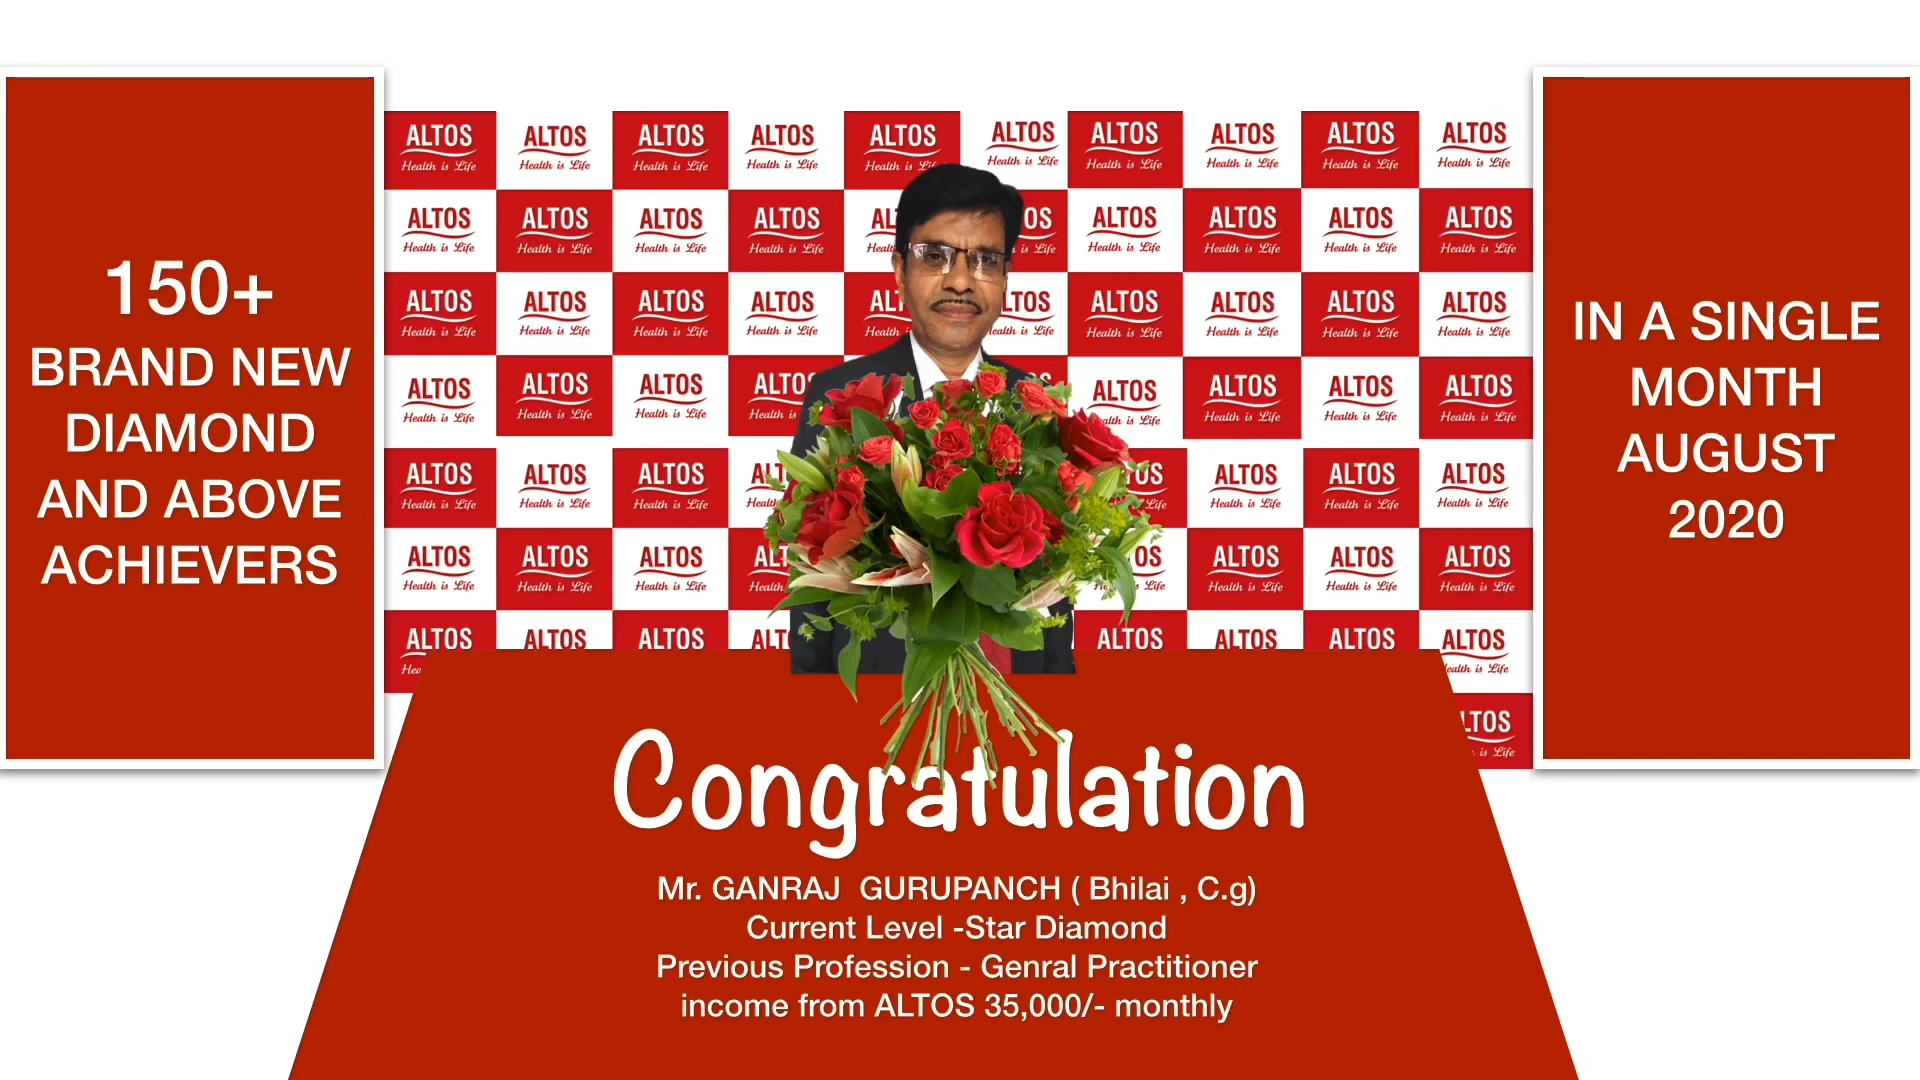 150+
BRAND NEW
DIAMOND
AND ABOVE
ACHIEVERS
ALTOS
Health is Life
IN A SINGLE
MONTH
AUGUST
2020
Congratulation
Mr. GANRAJ GURUPANCH ( Bhilai , C.g)
Current Level -Star Diamond
Previous Profession - Genral Practitioner
income from ALTOS 35,000/- monthly